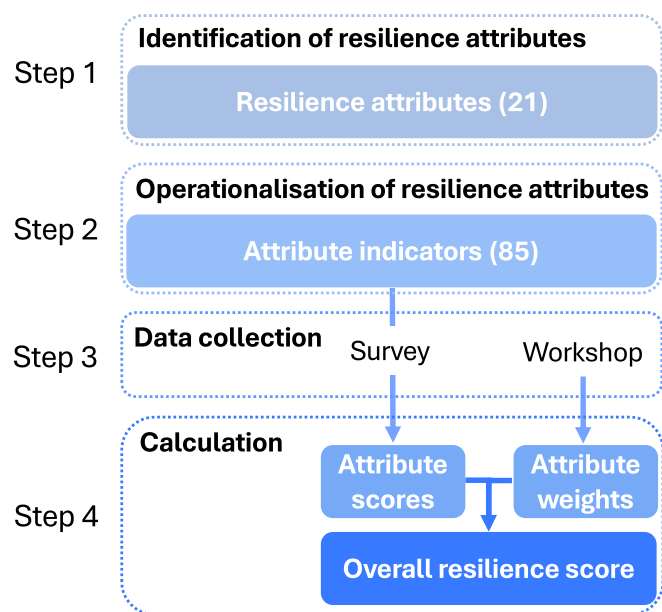 Identification of resilience attributes
Step 1
Resilience attributes (21)
Operationalisation of resilience attributes
Step 2
Attribute indicators (85)
Data collection
Survey
Workshop
Step 3
Calculation
Attribute
scores
Attribute
weights
Step 4
Overall resilience score